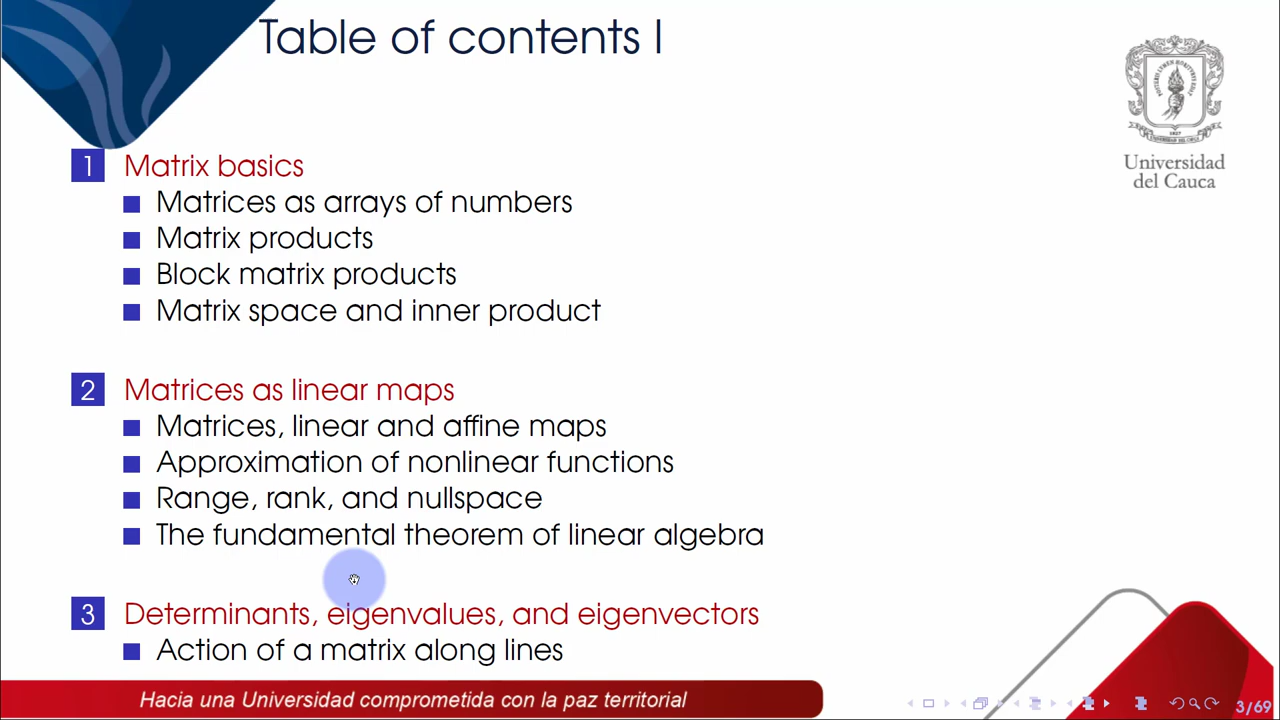 Table of contents I
1 Matrix basics
Matrices as arrays of numbers
Matrix products
Block matrix products
Matrix space and inner product
2 Matrices as linear maps
Matrices, linear and affine maps
Approximation of nonlinear functions
Range, rank, and nullspace
The fundamental theorem of linear algebra
3 Determinants, eigenvalues, and eigenvectors
Action of a matrix along lines
Universidad
del Cauca
Hacia una Universidad comprometida con la paz territorial
3/69